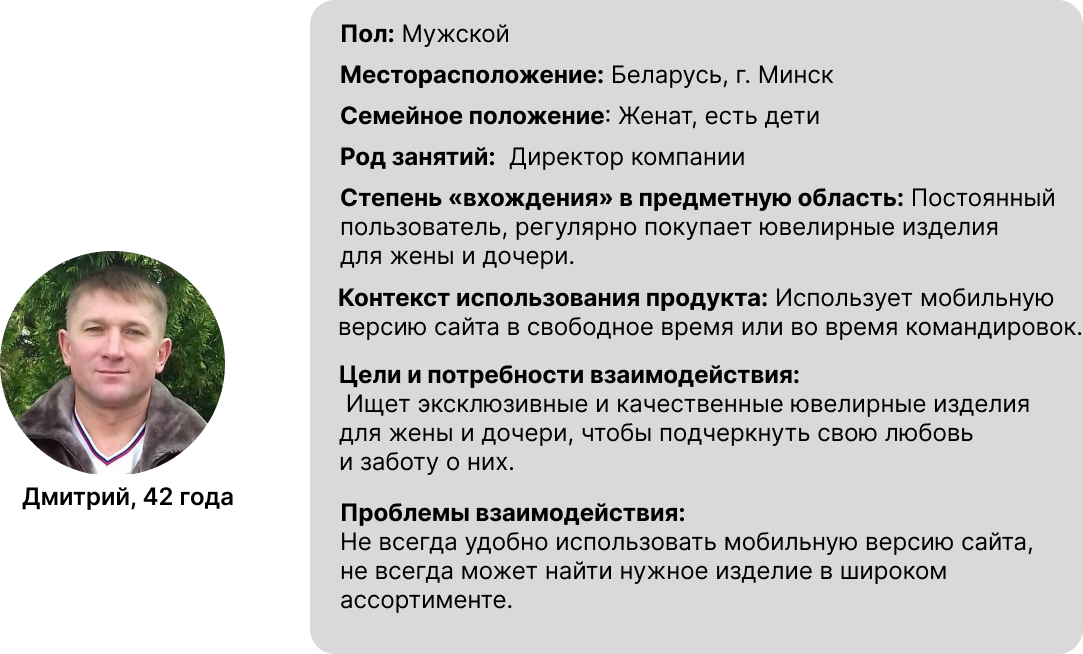 Пол: Мужской
Месторасположение: Беларусь, г. Минск
Семейное положение: Женат, есть дети
Род занятий: Директор компании
Степень «вхождения» в предметную область: Постоянный
пользователь, регулярно покупает ювелирные изделия
для жены и дочери.
Контекст использования продукта: Использует мобильную
версию сайта в свободное время или во время командировок.
Цели и потребности взаимодействия:
Ищет эксклюзивные и качественные ювелирные изделия
для жены и дочери, чтобы подчеркнуть свою любовь
и заботу о них.
Проблемы взаимодействия:
Не всегда удобно использовать мобильную версию сайта,
не всегда может найти нужное изделие в широком
ассортименте.
Дмитрий, 42 года